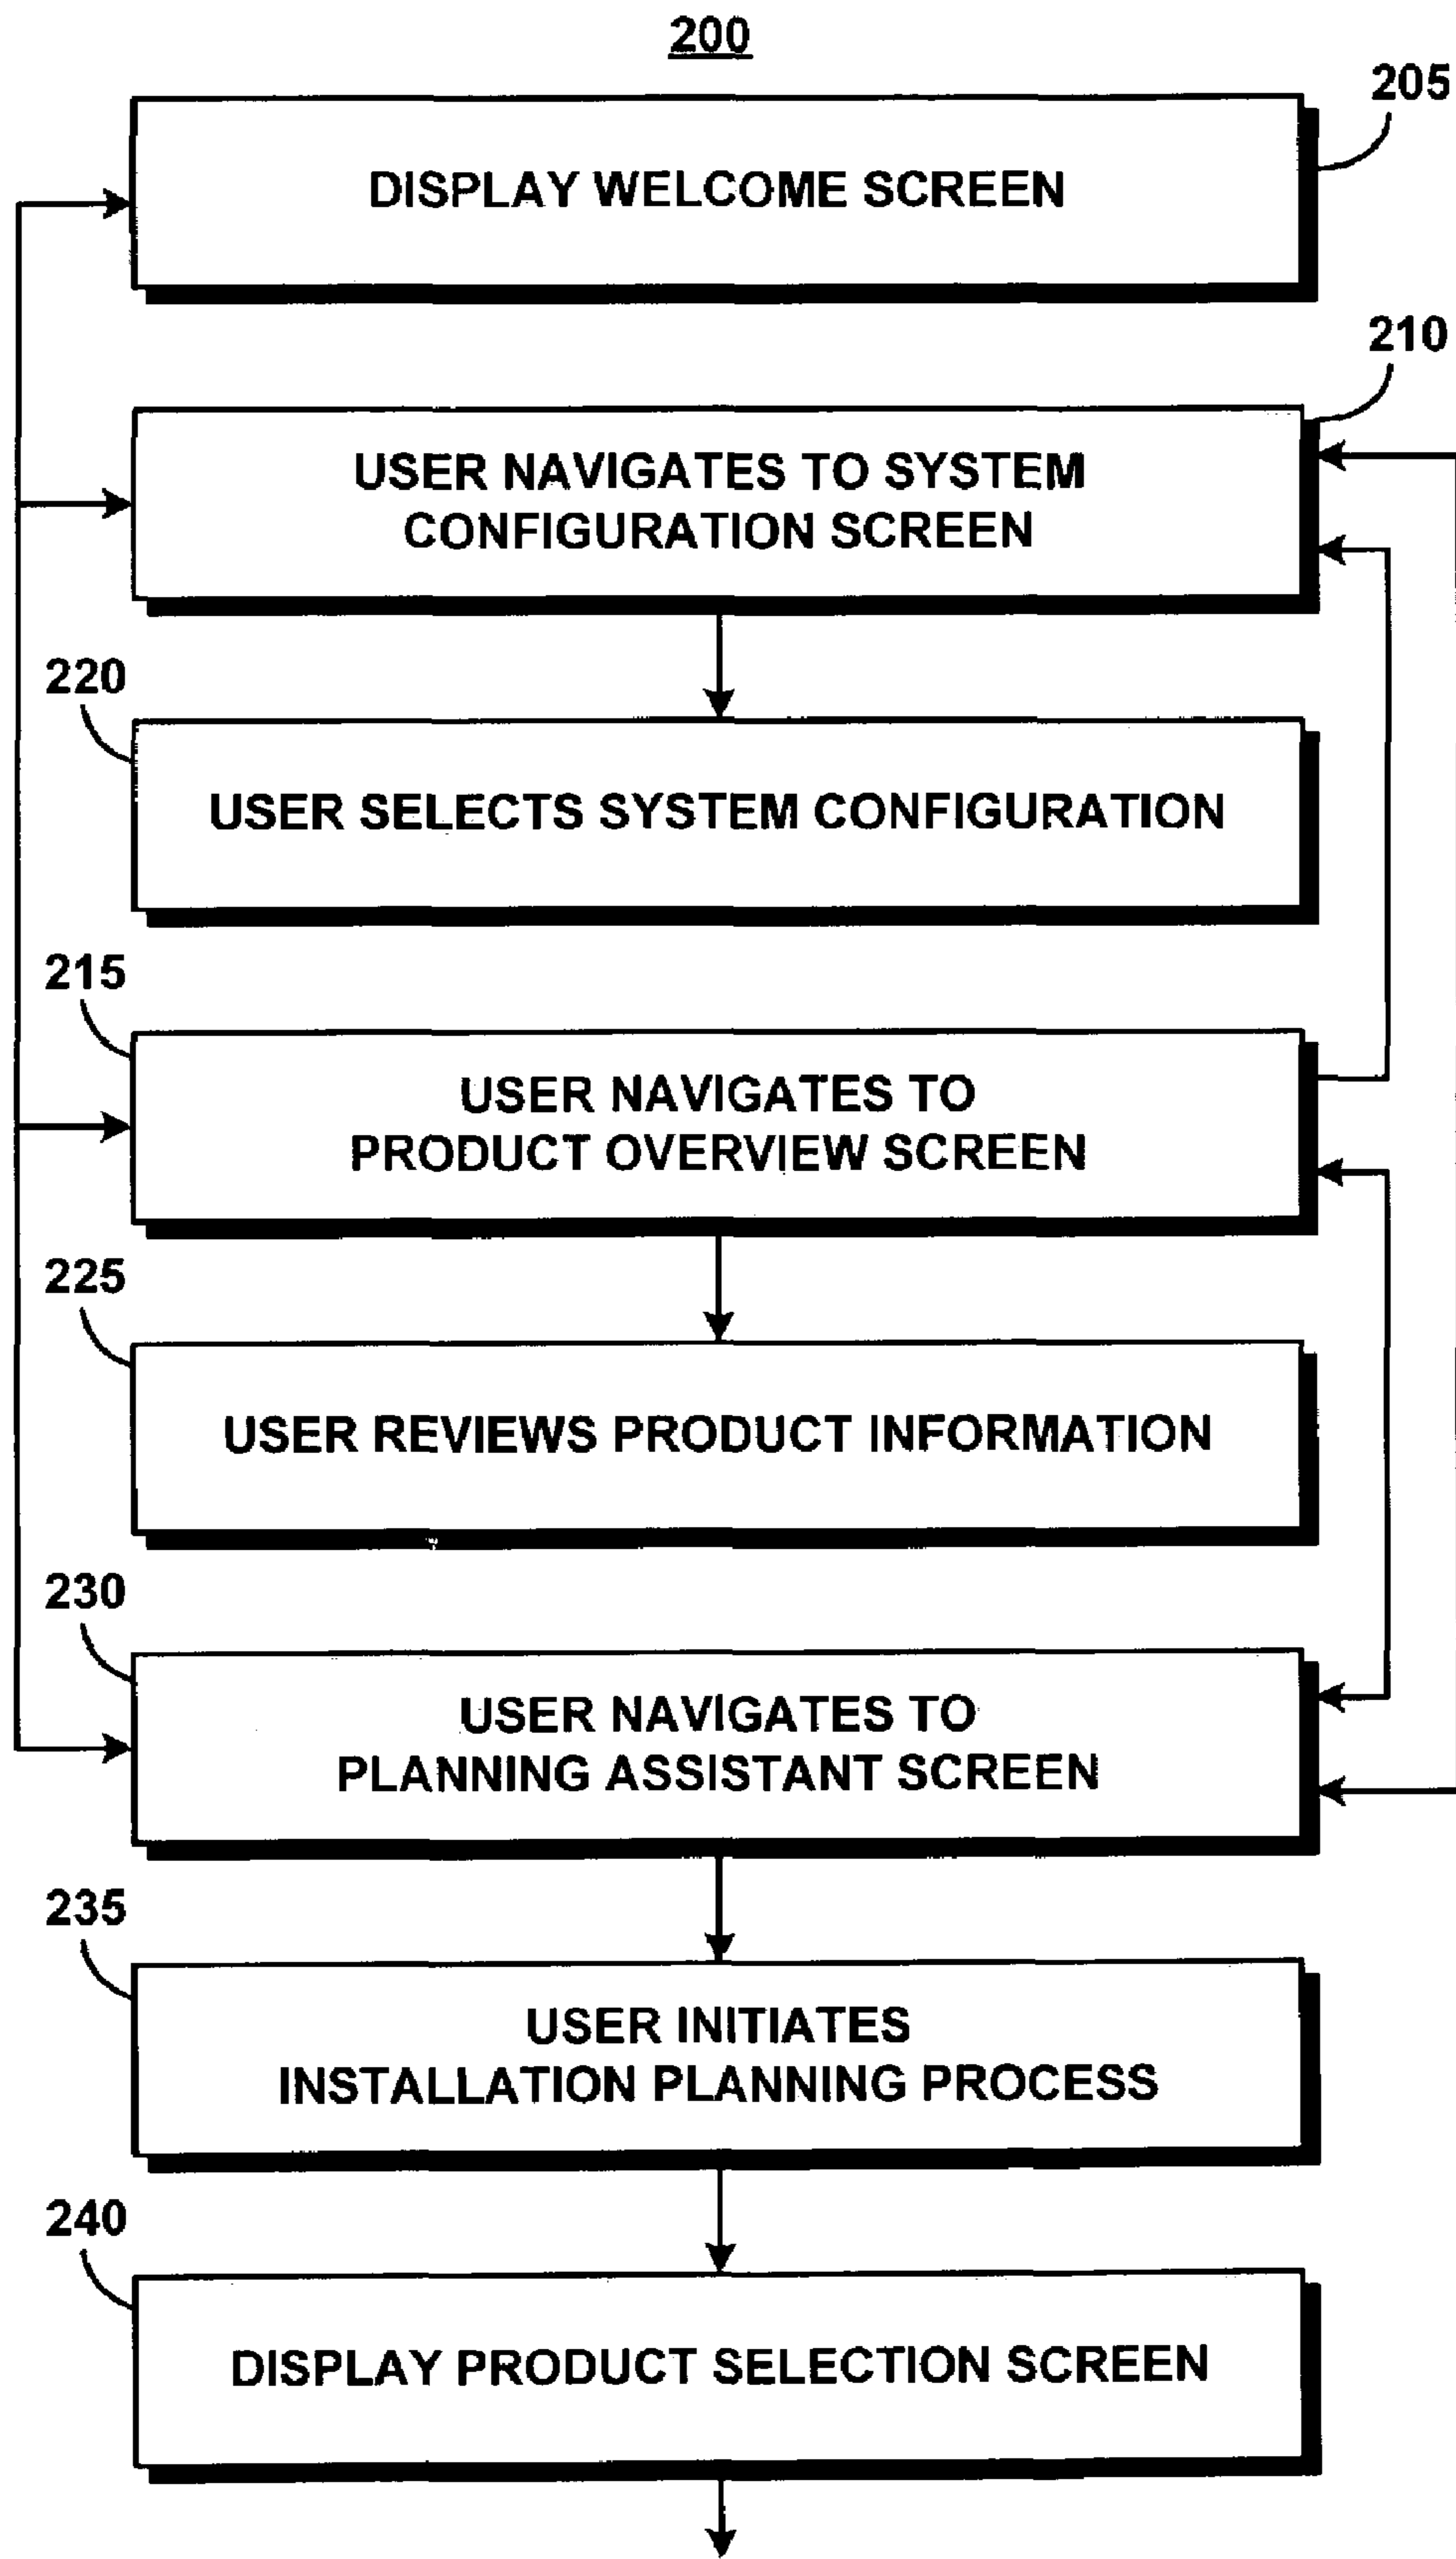 200
205
DISPLAY WELCOME SCREEN
210
USER NAVIGATES TO SYSTEM
CONFIGURATION SCREEN
220
USER SELECTS SYSTEM CONFIGURATION
215
USER NAVIGATES TO
PRODUCT OVERVIEW SCREEN
225
USER REVIEWS PRODUCT INFORMATION
230
USER NAVIGATES TO
PLANNING ASSISTANT SCREEN
235
USER INITIATES
INSTALLATION PLANNING PROCESS
240
DISPLAY PRODUCT SELECTION SCREEN